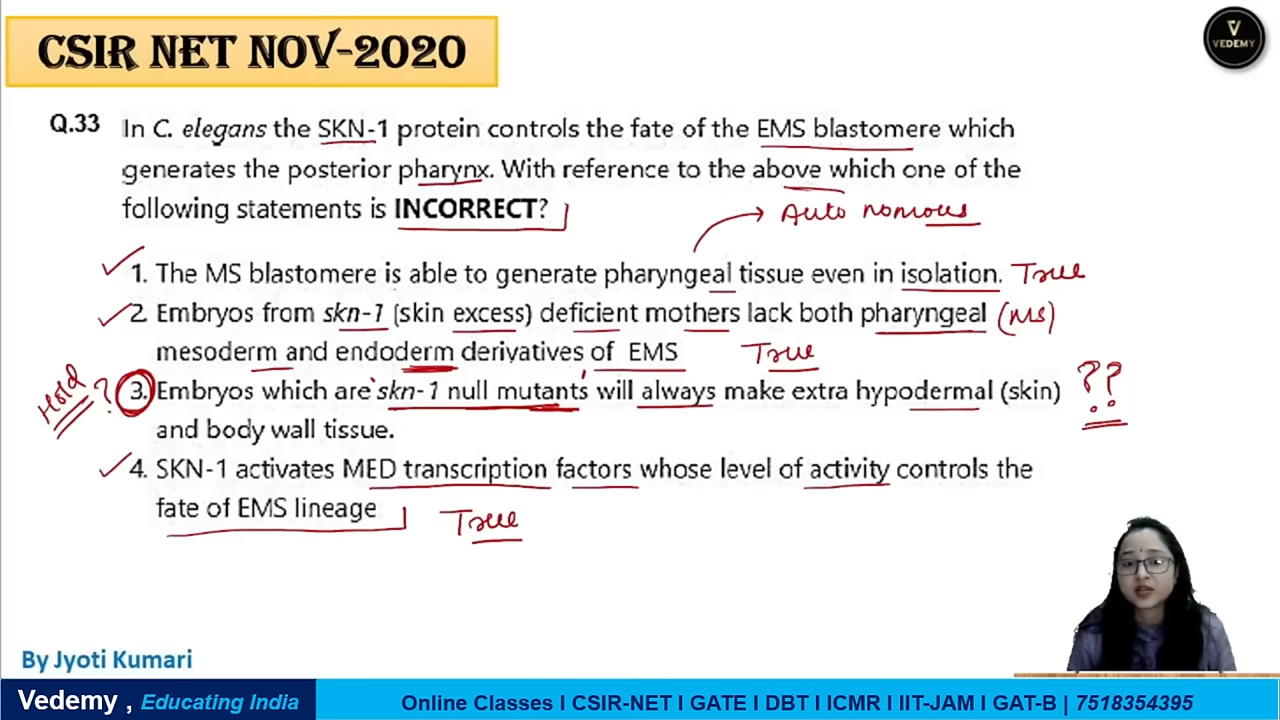 CSIR NET NOV-2020
V
VEDEMY
Q.33 In C. elegans the SKN-1 protein controls the fate of the EMS blastomere which
generates the posterior pharynx. With reference to the above which one of the
following statements is INCORRECT?
Autonomous
1. The MS blastomere is able to generate pharyngeal tissue even in isolation. True
2. Embryos from skn-1 (skin excess) deficient mothers lack both pharyngeal (MS)
mesoderm and endoderm derivatives of EMS True
Hold ? 3. Embryos which are 'skn-1 null mutants' will always make extra hypodermal (skin) ??
and body wall tissue.
4. SKN-1 activates MED transcription factors whose level of activity controls the
fate of EMS lineage True
By Jyoti Kumari
Vedemy , Educating India
Online Classes I CSIR-NET I GATE I DBT I ICMR I IIT-JAM I GAT-B | 7518354395